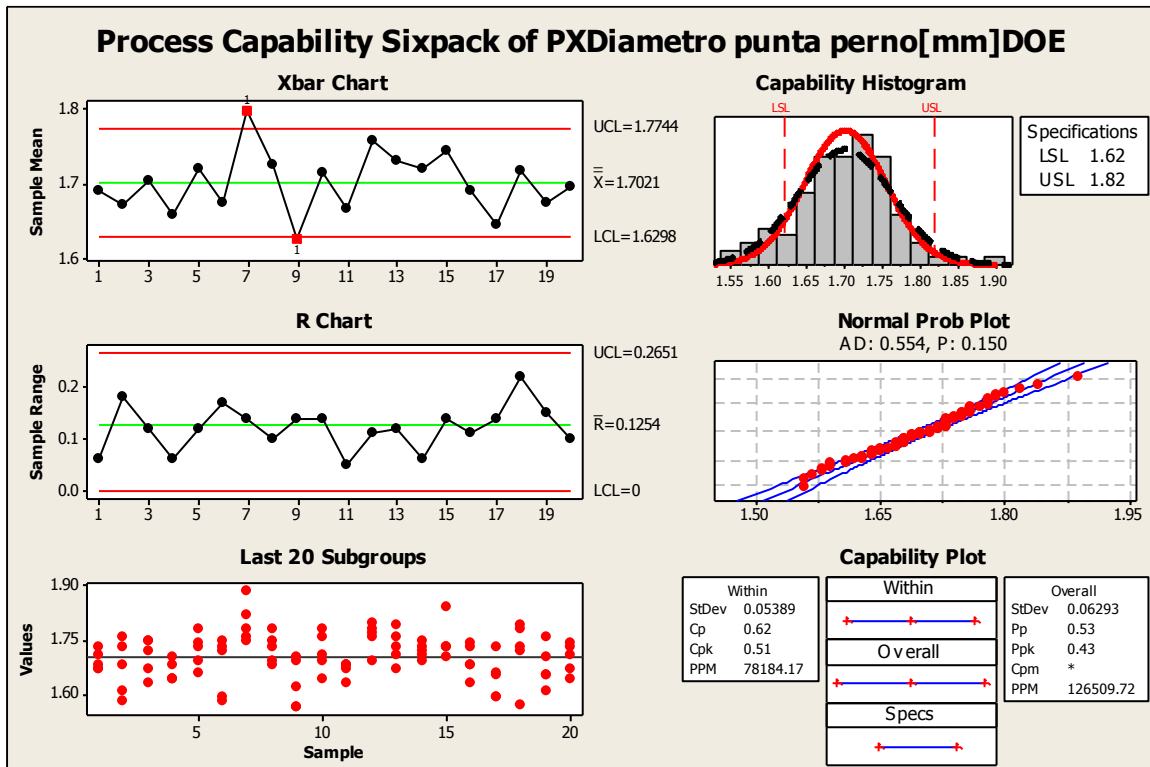 Process Capability Sixpack of PXDiametro punta perno[mm]DOE
Xbar Chart
Sample Mean
1.8
1.7
1.6
1
1
UCL=1.7744
X=1.7021
LCL=1.6298
1 3 5 7 9 11 13 15 17 19
R Chart
Sample Range
0.2
0.1
0.0
UCL=0.2651
R=0.1254
LCL=0
1 3 5 7 9 11 13 15 17 19
Last 20 Subgroups
Values
1.90
1.75
1.60
5 10 15 20
Sample
Capability Histogram
LSL USL
1.55 1.60 1.65 1.70 1.75 1.80 1.85 1.90
Specifications
LSL 1.62
USL 1.82
Normal Prob Plot
AD: 0.554, P: 0.150
1.50 1.65 1.80 1.95
Capability Plot
Within
StDev 0.05389
Cp 0.62
Cpk 0.51
PPM 78184.17
Within
Overall
Specs
Overall
StDev 0.06293
Pp 0.53
Ppk 0.43
Cpm *
PPM 126509.72